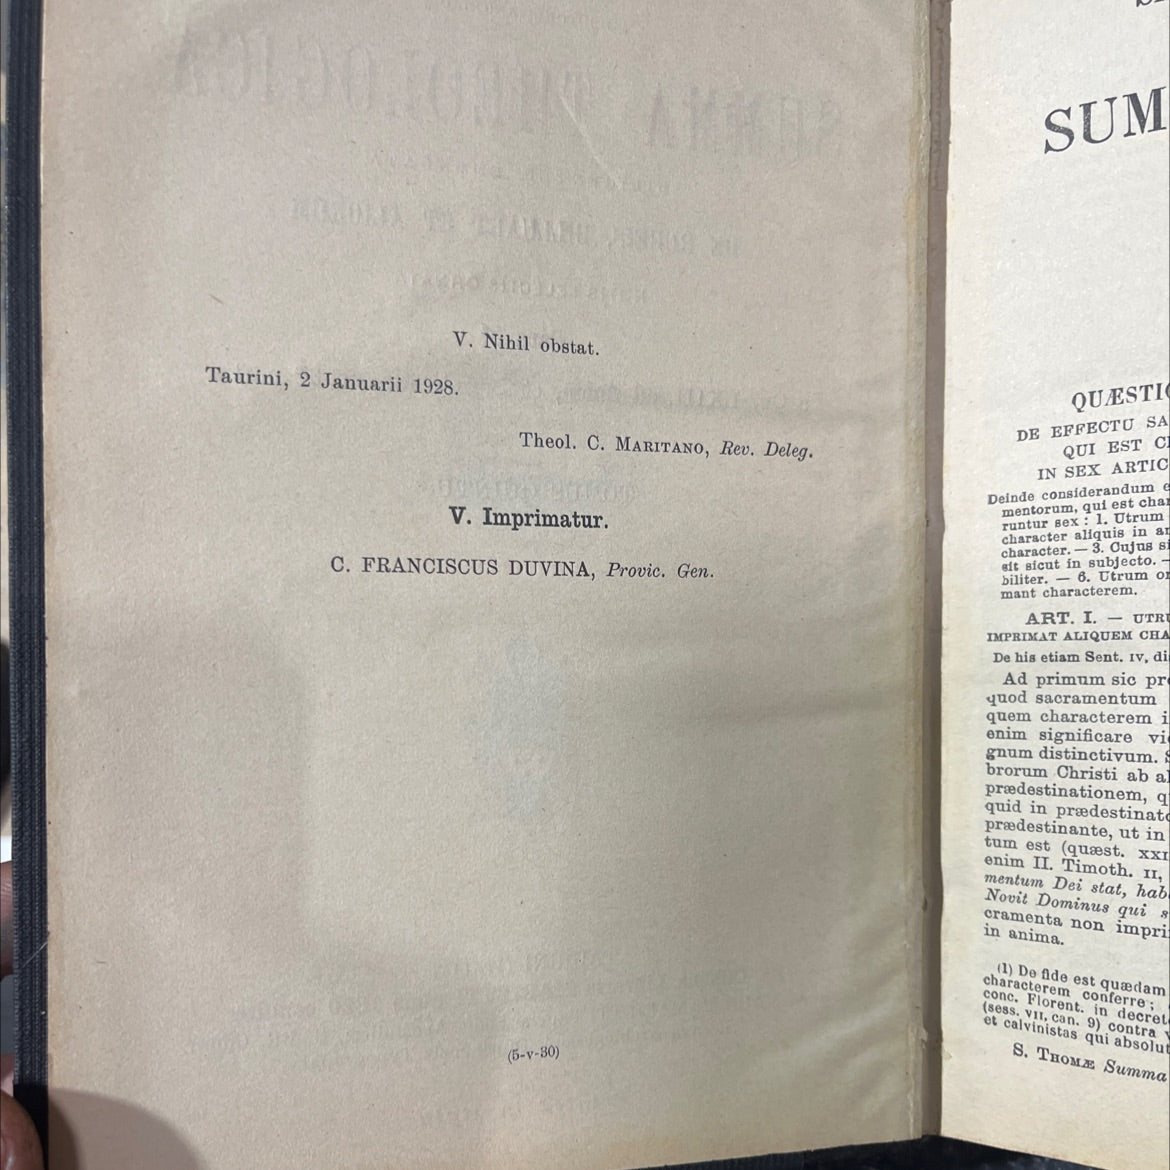 V. Nihil obstat.
Taurini, 2 Januarii 1928.
Theol. C. MARITANO, Rev. Deleg.
V. Imprimatur.
C. FRANCISCUS DUVINA, Provic. Gen.
(5-v-30)
SUM
QUÆSTIO
DE EFFECTU SA
QUI EST C
IN SEX ARTIC
Deinde considerandum e
mentorum, qui est cha
runtur sex : 1. Utrum
character aliquis in a
character. — 3. Cujus si
sit sicut in subjecto. —
biliter. — 6. Utrum o
mant characterem.
ART. I. — UTRU
IMPRIMAT ALIQUEM CHA
De his etiam Sent. IV, di
Ad primum sic pr
quod sacramentum
quem characterem i
enim significare vi
gnum distinctivum. S
brorum Christi ab a
prædestinationem, q
quid in prædestinato
prædestinante, ut in
tum est (quæst. XXI
enim II. Timoth. II,
mentum Dei stat, hab
Novit Dominus qui s
cramenta non impri
in anima.
(1) De fide est quædam
characterem conferre ;
conc. Florent. in decret
(sess. VII, can. 9) contra
et calvinistas qui absolut
S. THOMÆ Summa